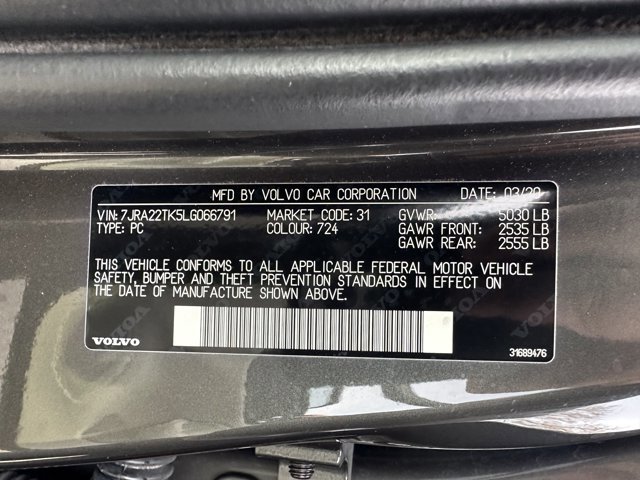 MFD BY VOLVO CAR CORPORATION DATE: 03/20
VIN: 7JRA22TK5LG066791 MARKET CODE: 31 GVWR: 5030 LB
TYPE: PC COLOUR: 724 GAWR FRONT: 2535 LB
GAWR REAR: 2555 LB
THIS VEHICLE CONFORMS TO ALL APPLICABLE FEDERAL MOTOR VEHICLE
SAFETY, BUMPER AND THEFT PREVENTION STANDARDS IN EFFECT ON
THE DATE OF MANUFACTURE SHOWN ABOVE.
VOLVO 31689476